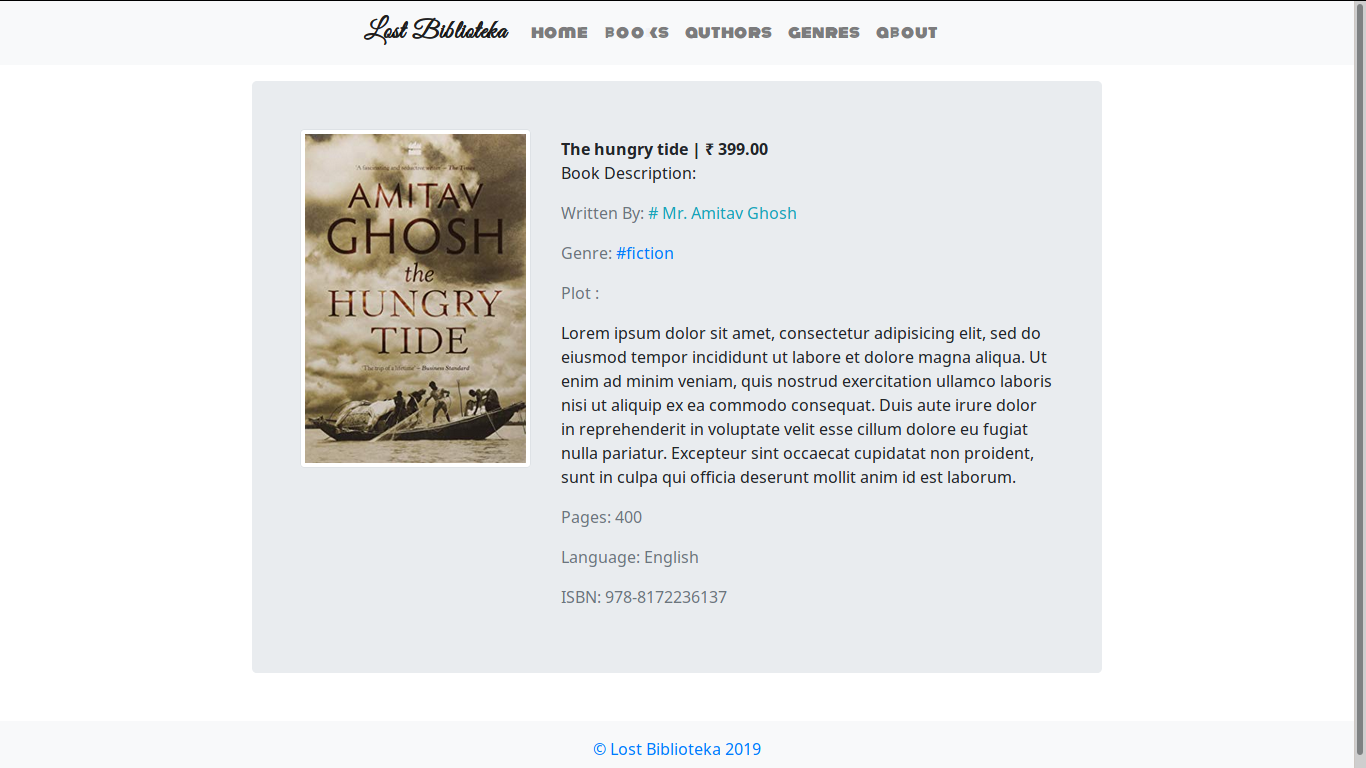 Lost Biblioteka HOME BOOKS AUTHORS GENRES ABOUT
'A fascinating and seductive writer' – The Times
AMITAV
GHOSH
the
HUNGRY
TIDE
'The trip of a lifetime' – Business Standard
The hungry tide | ₹ 399.00
Book Description:
Written By: # Mr. Amitav Ghosh
Genre: #fiction
Plot :
Lorem ipsum dolor sit amet, consectetur adipisicing elit, sed do
eiusmod tempor incididunt ut labore et dolore magna aliqua. Ut
enim ad minim veniam, quis nostrud exercitation ullamco laboris
nisi ut aliquip ex ea commodo consequat. Duis aute irure dolor
in reprehenderit in voluptate velit esse cillum dolore eu fugiat
nulla pariatur. Excepteur sint occaecat cupidatat non proident,
sunt in culpa qui officia deserunt mollit anim id est laborum.
Pages: 400
Language: English
ISBN: 978-8172236137
© Lost Biblioteka 2019